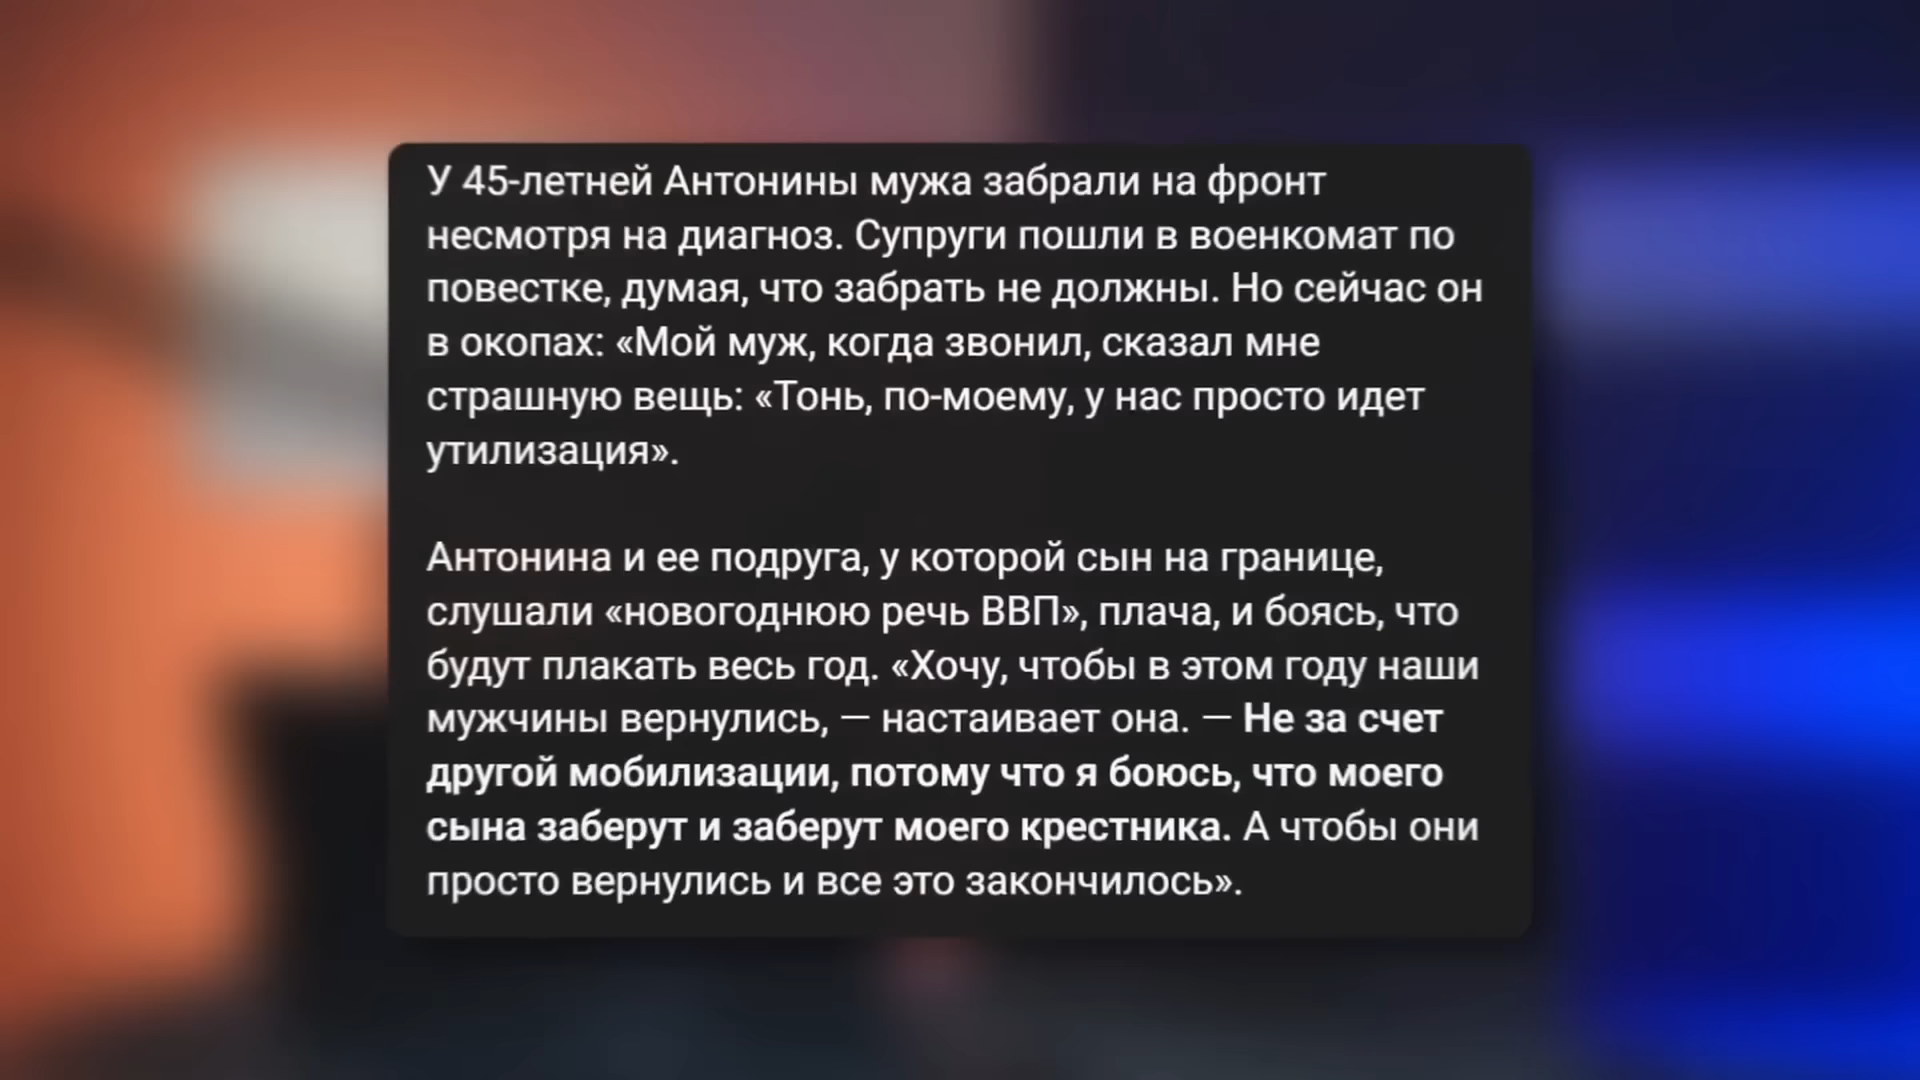 У 45-летней Антонины мужа забрали на фронт
несмотря на диагноз. Супруги пошли в военкомат по
повестке, думая, что забрать не должны. Но сейчас он
в окопах: «Мой муж, когда звонил, сказал мне
страшную вещь: «Тонь, по-моему, у нас просто идет
утилизация».
Антонина и ее подруга, у которой сын на границе,
слушали «новогоднюю речь ВВП», плача, и боясь, что
будут плакать весь год. «Хочу, чтобы в этом году наши
мужчины вернулись, — настаивает она. — Не за счет
другой мобилизации, потому что я боюсь, что моего
сына заберут и заберут моего крестника. А чтобы они
просто вернулись и все это закончилось».